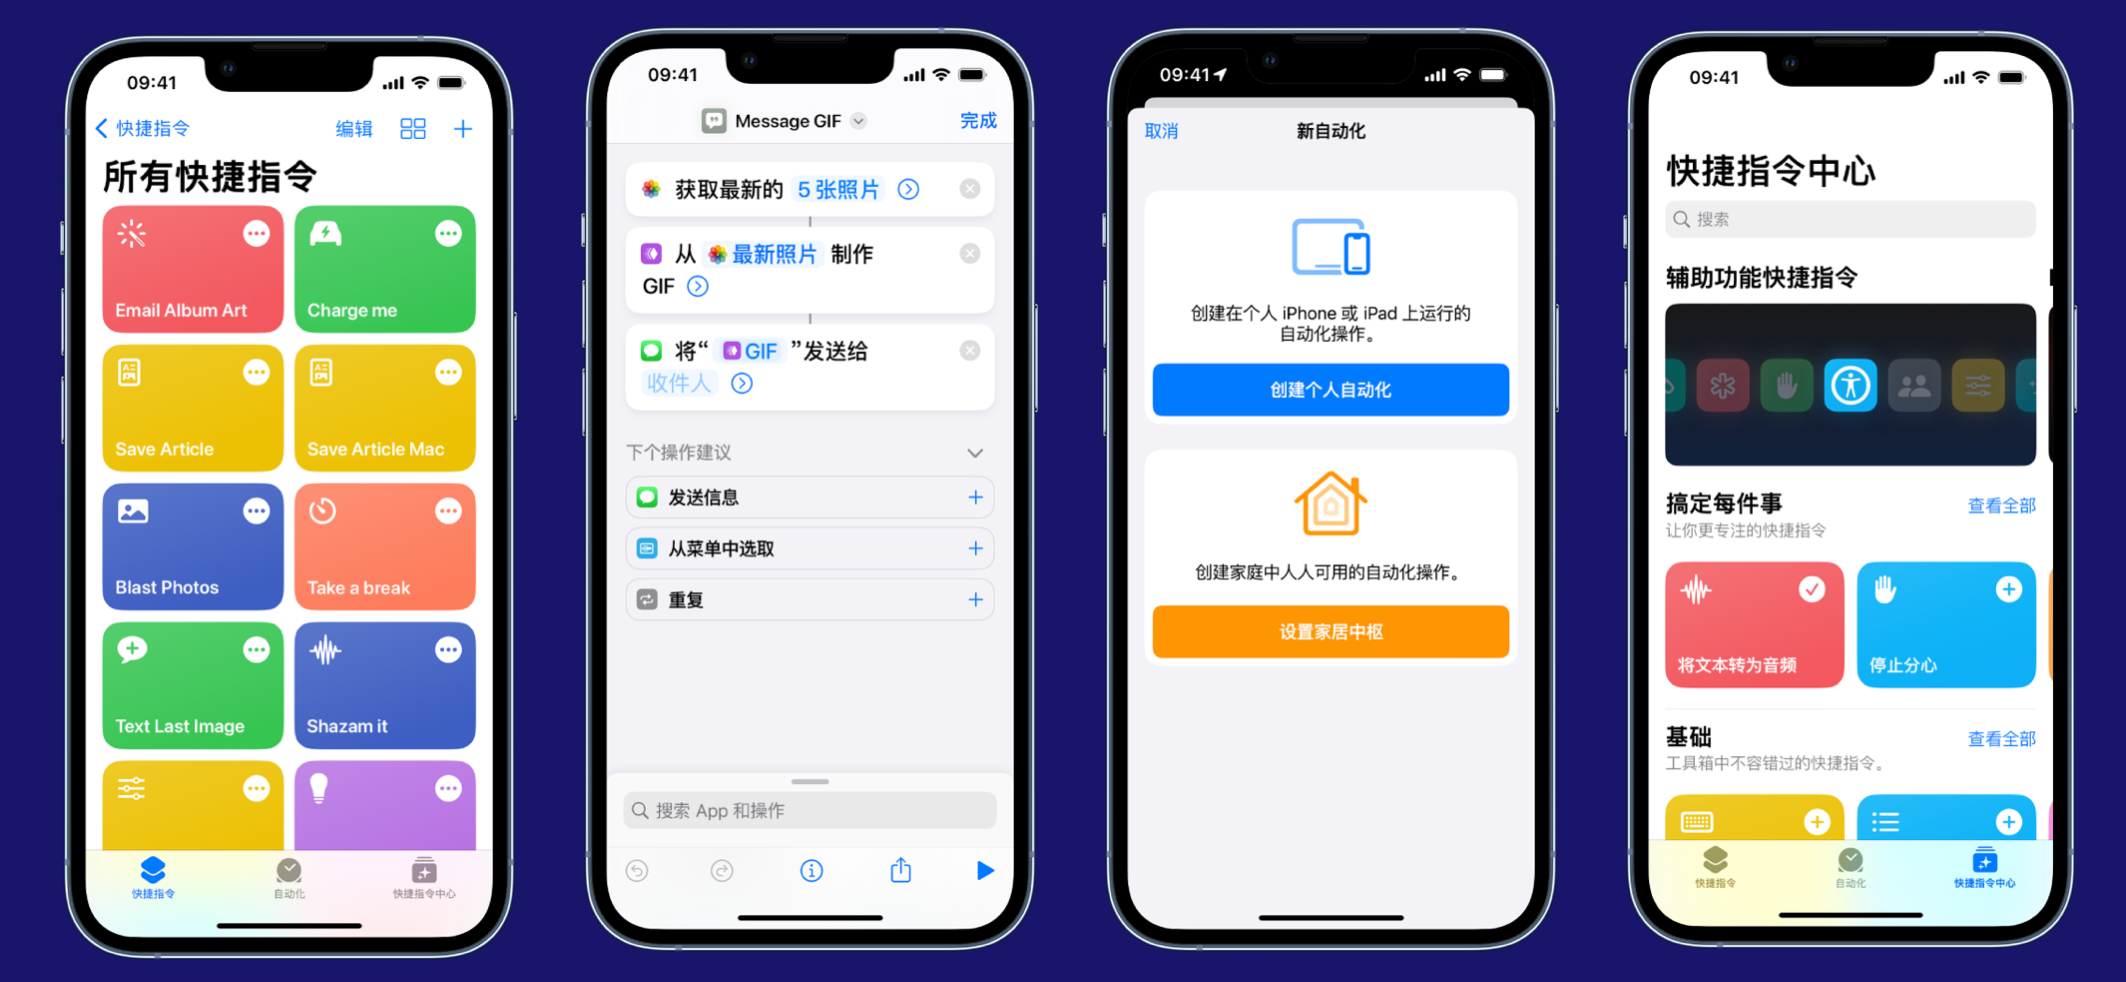 09:41
快捷指令
编辑
所有快捷指令
Email Album Art
Charge me
Save Article
Save Article Mac
Blast Photos
Take a break
Text Last Image
Shazam it
快捷指令
自动化
快捷指令中心
09:41
Message GIF
完成
获取最新的 5 张照片
从 最新照片 制作
GIF
将“ GIF ”发送给
收件人
下个操作建议
发送信息
从菜单中选取
重复
搜索 App 和操作
09:41
取消
新自动化
创建在个人 iPhone 或 iPad 上运行的
自动化操作。
创建个人自动化
创建家庭中人人可用的自动化操作。
设置家居中枢
09:41
快捷指令中心
搜索
辅助功能快捷指令
搞定每件事
查看全部
让你更专注的快捷指令
将文本转为音频
停止分心
基础
查看全部
工具箱中不容错过的快捷指令。
快捷指令
自动化
快捷指令中心